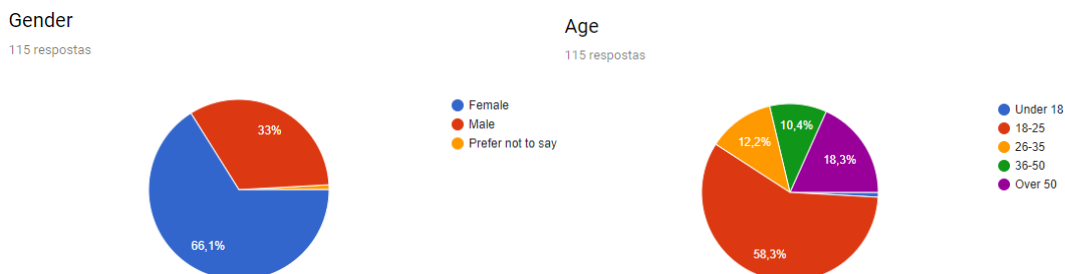 Gender
115 respostas
33%
66,1%
Female
Male
Prefer not to say
Age
115 respostas
10,4%
12,2%
18,3%
58,3%
Under 18
18-25
26-35
36-50
Over 50